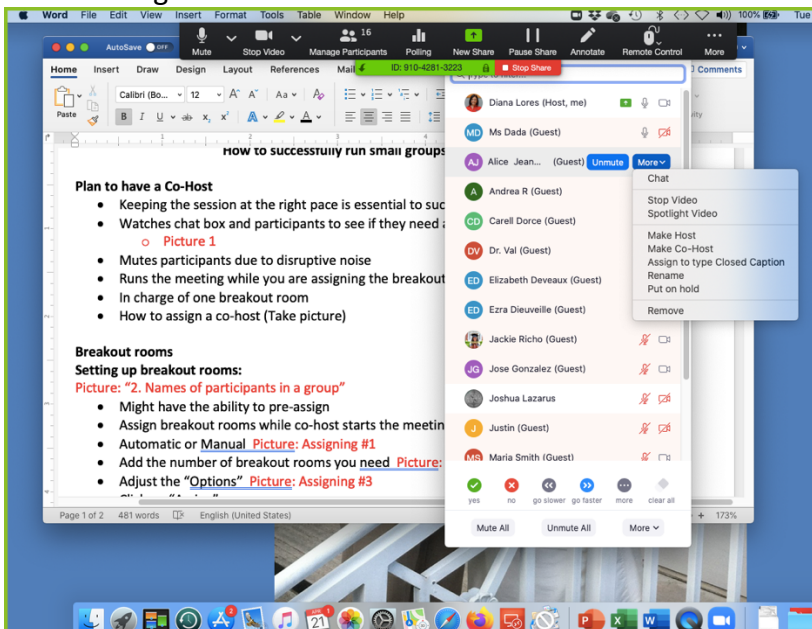 Word File Edit View Insert Format Tools Table Window Help
100% Tue
AutoSave OFF
Mute Stop Video Manage Participants 16 Polling New Share Pause Share Annotate Remote Control More
ID: 910-4281-3223 Stop Share
Home Insert Draw Design Layout References Comments
Paste Calibri (Bo... 12
Page 1 of 2 481 words English (United States) 173%
How to successfully run small groups
Plan to have a Co-Host
Keeping the session at the right pace is essential to suc
Watches chat box and participants to see if they need
Picture 1
Mutes participants due to disruptive noise
Runs the meeting while you are assigning the breakout
In charge of one breakout room
How to assign a co-host (Take picture)
Breakout rooms
Setting up breakout rooms:
Picture: “2. Names of participants in a group”
Might have the ability to pre-assign
Assign breakout rooms while co-host starts the meetin
Automatic or Manual Picture: Assigning #1
Add the number of breakout rooms you need Picture:
Adjust the “Options” Picture: Assigning #3
Diana Lores (Host, me)
MD Ms Dada (Guest)
AJ Alice Jean... (Guest) Unmute More
A Andrea R (Guest)
CD Carell Dorce (Guest)
DV Dr. Val (Guest)
ED Elizabeth Deveaux (Guest)
ED Ezra Dieuveille (Guest)
Jackie Richo (Guest)
JG Jose Gonzalez (Guest)
Joshua Lazarus
J Justin (Guest)
MS Maria Smith (Guest)
yes no go slower go faster more clear all
Mute All Unmute All More
Chat
Stop Video
Spotlight Video
Make Host
Make Co-Host
Assign to type Closed Caption
Rename
Put on hold
Remove
APR 21